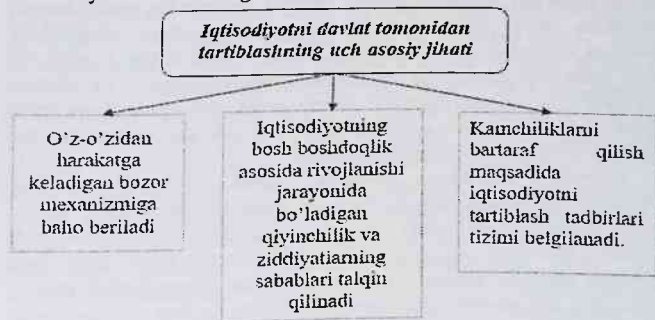 Iqtisodiyotni davlat tomonidan
tartiblashning uch asosiy jihati
O'z-o'zidan
harakatga
keladigan bozor
mexanizmiga
baho beriladi
Iqtisodiyotning
bosh boshdoqlik
asosida rivojlanishi
jarayonida
bo'ladigan
qiyinchilik va
ziddiyatlarning
sabablari talqin
qilinadi
Kamchiliklarni
bartaraf qilish
maqsadida
iqtisodiyotni
tartiblash tadbirlari
tizimi belgilanadi.